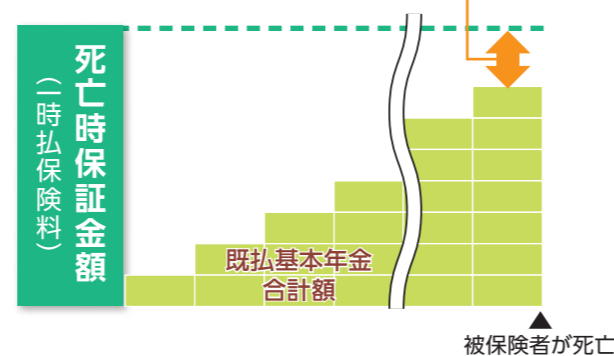 死亡時保証金額
（一時払保険料）
既払基本年金
合計額
被保険者が死亡